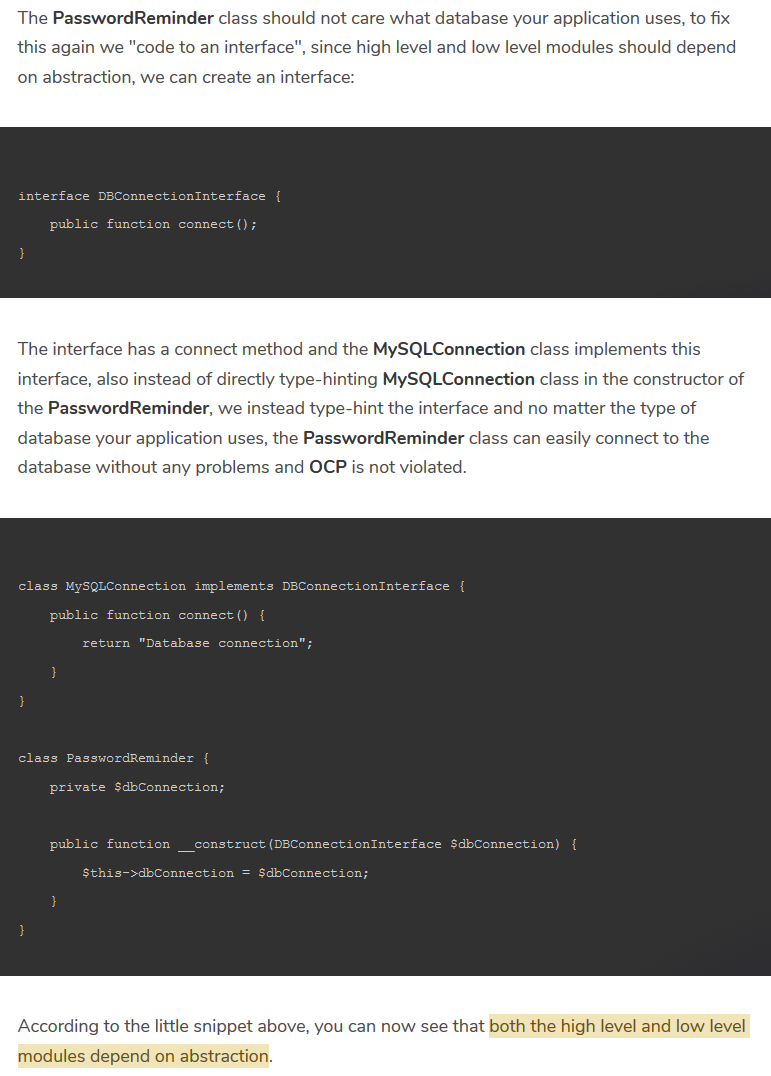 The PasswordReminder class should not care what database your application uses, to fix
this again we "code to an interface", since high level and low level modules should depend
on abstraction, we can create an interface:
interface DBConnectionInterface {
    public function connect();
}
The interface has a connect method and the MySQLConnection class implements this
interface, also instead of directly type-hinting MySQLConnection class in the constructor of
the PasswordReminder, we instead type-hint the interface and no matter the type of
database your application uses, the PasswordReminder class can easily connect to the
database without any problems and OCP is not violated.
class MySQLConnection implements DBConnectionInterface {
    public function connect() {
        return "Database connection";
    }
}
class PasswordReminder {
    private $dbConnection;
    public function __construct(DBConnectionInterface $dbConnection) {
        $this->dbConnection = $dbConnection;
    }
}
According to the little snippet above, you can now see that both the high level and low level
modules depend on abstraction.